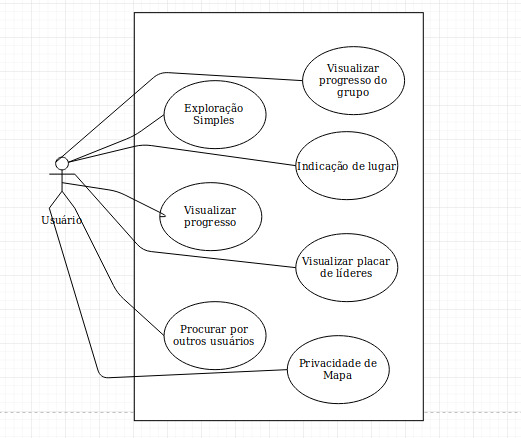 Visualizar
progresso do
grupo
Exploração
Simples
Indicação de lugar
Usuário
Visualizar
progresso
Visualizar placar
de líderes
Procurar por
outros usuários
Privacidade de
Mapa